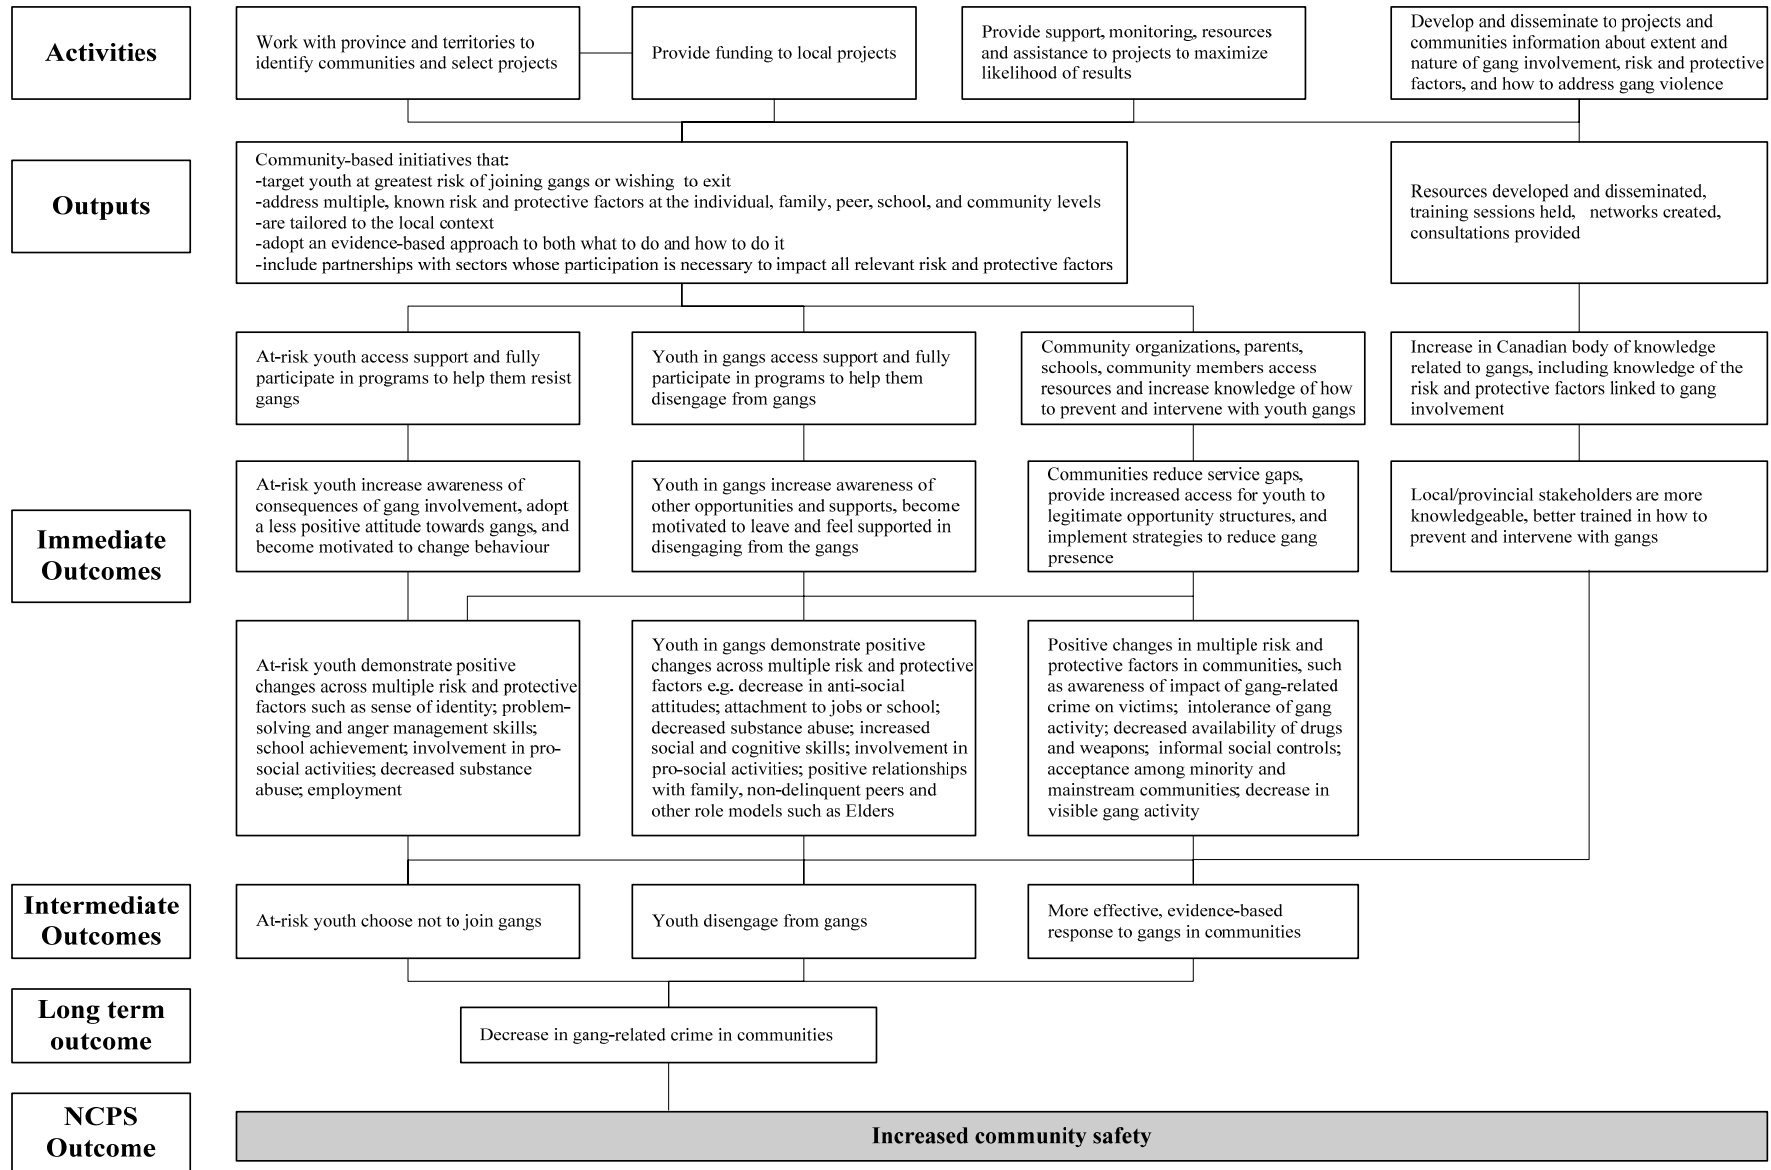 Activities
Work with province and territories to
identify communities and select projects
Provide funding to local projects
Provide support, monitoring, resources
and assistance to projects to maximize
likelihood of results
Develop and disseminate to projects and
communities information about extent and
nature of gang involvement, risk and protective
factors, and how to address gang violence
Outputs
Community-based initiatives that:
-target youth at greatest risk of joining gangs or wishing to exit
-address multiple, known risk and protective factors at the individual, family, peer, school, and community levels
-are tailored to the local context
-adopt an evidence-based approach to both what to do and how to do it
-include partnerships with sectors whose participation is necessary to impact all relevant risk and protective factors
Resources developed and disseminated,
training sessions held, networks created,
consultations provided
Immediate
Outcomes
At-risk youth access support and fully
participate in programs to help them resist
gangs
Youth in gangs access support and fully
participate in programs to help them
disengage from gangs
Community organizations, parents,
schools, community members access
resources and increase knowledge of how
to prevent and intervene with youth gangs
Increase in Canadian body of knowledge
related to gangs, including knowledge of the
risk and protective factors linked to gang
involvement
At-risk youth increase awareness of
consequences of gang involvement, adopt
a less positive attitude towards gangs, and
become motivated to change behaviour
Youth in gangs increase awareness of
other opportunities and supports, become
motivated to leave and feel supported in
disengaging from the gangs
Communities reduce service gaps,
provide increased access for youth to
legitimate opportunity structures, and
implement strategies to reduce gang
presence
Local/provincial stakeholders are more
knowledgeable, better trained in how to
prevent and intervene with gangs
At-risk youth demonstrate positive
changes across multiple risk and protective
factors such as sense of identity; problem-
solving and anger management skills;
school achievement; involvement in pro-
social activities; decreased substance
abuse; employment
Youth in gangs demonstrate positive
changes across multiple risk and protective
factors e.g. decrease in anti-social
attitudes; attachment to jobs or school;
decreased substance abuse; increased
social and cognitive skills; involvement in
pro-social activities; positive relationships
with family, non-delinquent peers and
other role models such as Elders
Positive changes in multiple risk and
protective factors in communities, such
as awareness of impact of gang-related
crime on victims; intolerance of gang
activity; decreased availability of drugs
and weapons; informal social controls;
acceptance among minority and
mainstream communities; decrease in
visible gang activity
Intermediate
Outcomes
At-risk youth choose not to join gangs
Youth disengage from gangs
More effective, evidence-based
response to gangs in communities
Long term
outcome
Decrease in gang-related crime in communities
NCPS
Outcome
Increased community safety